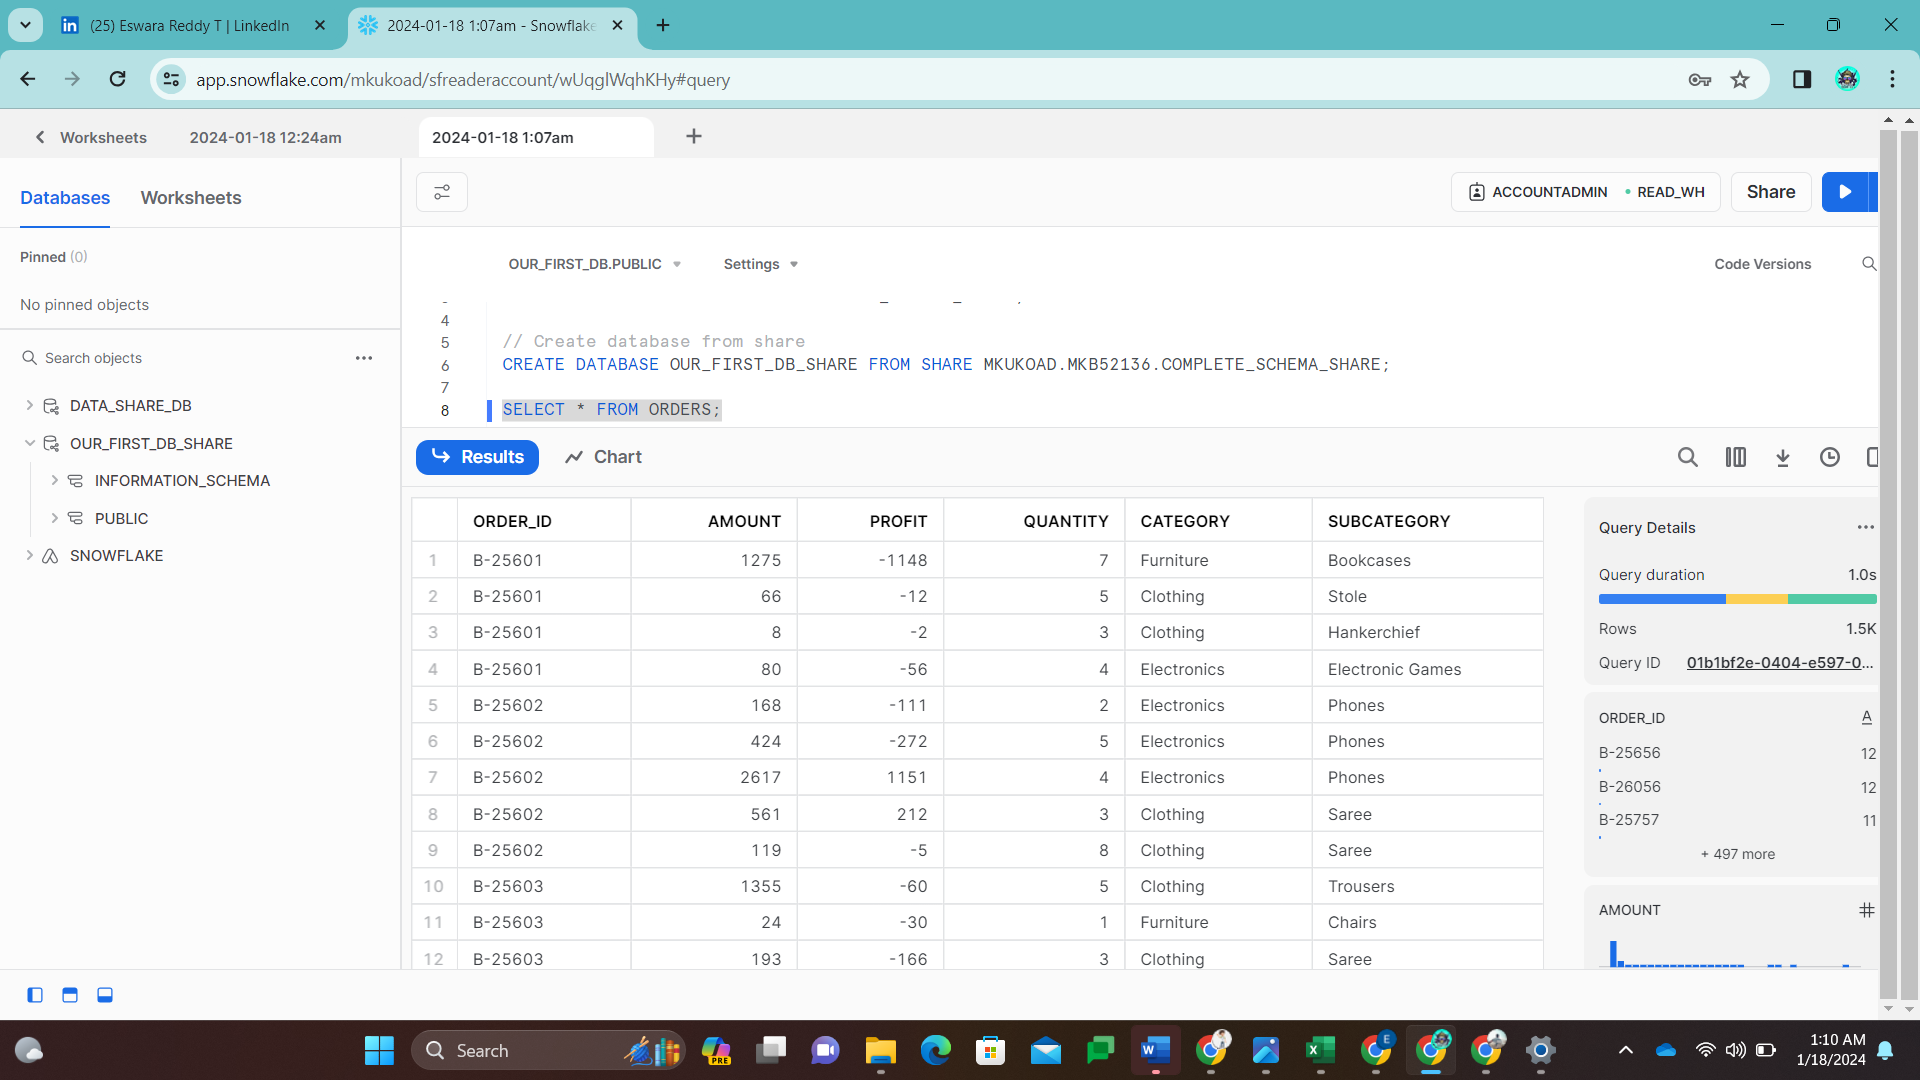 (25) Eswara Reddy T | LinkedIn
2024-01-18 1:07am - Snowflake
app.snowflake.com/mkukoad/sfreaderaccount/wUqglWqhKHy#query
Worksheets
2024-01-18 12:24am
2024-01-18 1:07am
Databases
Worksheets
ACCOUNTADMIN
READ_WH
Share
Pinned (0)
No pinned objects
Search objects
DATA_SHARE_DB
OUR_FIRST_DB_SHARE
INFORMATION_SCHEMA
PUBLIC
SNOWFLAKE
OUR_FIRST_DB.PUBLIC
Settings
Code Versions
4
5 // Create database from share
6 CREATE DATABASE OUR_FIRST_DB_SHARE FROM SHARE MKUKOAD.MKB52136.COMPLETE_SCHEMA_SHARE;
7
8 SELECT * FROM ORDERS;
Results
Chart
ORDER_ID AMOUNT PROFIT QUANTITY CATEGORY SUBCATEGORY
1 B-25601 1275 -1148 7 Furniture Bookcases
2 B-25601 66 -12 5 Clothing Stole
3 B-25601 8 -2 3 Clothing Hankerchief
4 B-25601 80 -56 4 Electronics Electronic Games
5 B-25602 168 -111 2 Electronics Phones
6 B-25602 424 -272 5 Electronics Phones
7 B-25602 2617 1151 4 Electronics Phones
8 B-25602 561 212 3 Clothing Saree
9 B-25602 119 -5 8 Clothing Saree
10 B-25603 1355 -60 5 Clothing Trousers
11 B-25603 24 -30 1 Furniture Chairs
12 B-25603 193 -166 3 Clothing Saree
Query Details
Query duration 1.0s
Rows 1.5K
Query ID 01b1bf2e-0404-e597-0...
ORDER_ID A
B-25656 12
B-26056 12
B-25757 11
+ 497 more
AMOUNT #
Search
PRE
1:10 AM
1/18/2024